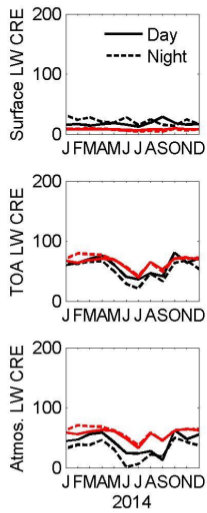 Surface LW CRE
200
100
0
Day
Night
J FMAMJ J ASOND
TOA LW CRE
200
100
0
J FMAMJ J ASOND
Atmos. LW CRE
200
100
0
J FMAMJ J ASOND
2014